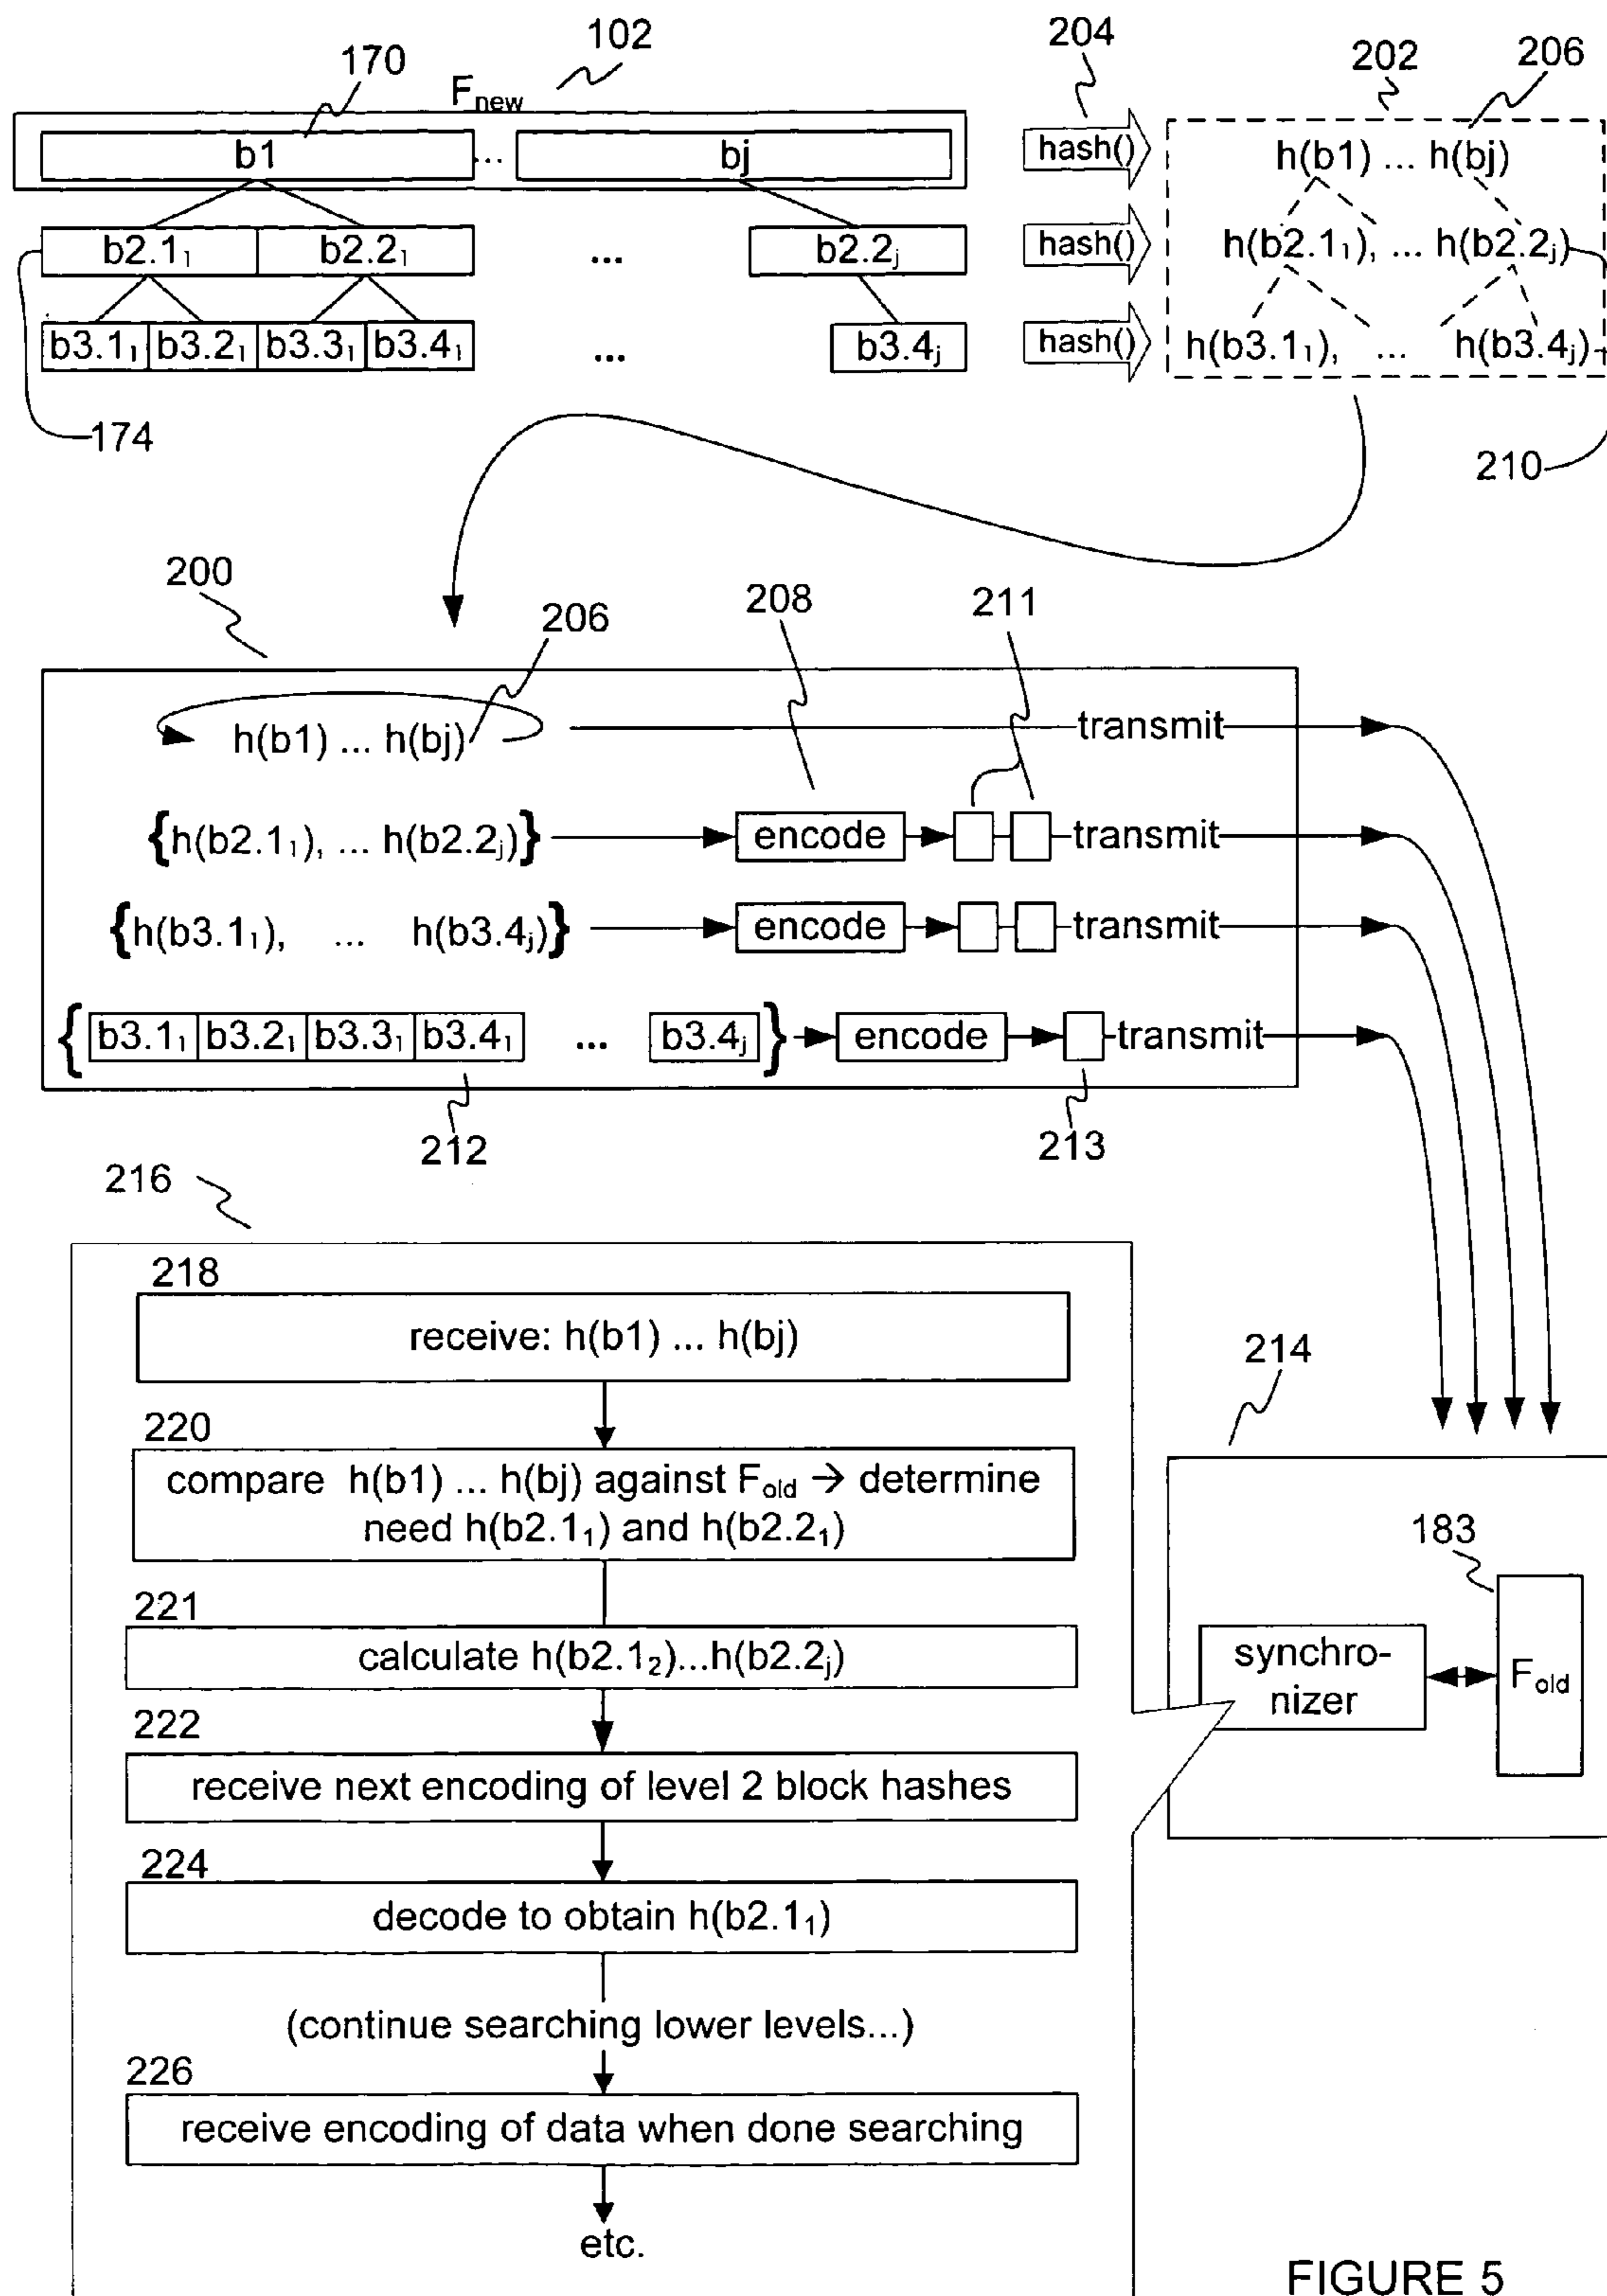 102
204
202
206
170
F_new
b1 ... bj
hash()
h(b1) ... h(bj)
b2.1₁ b2.2₁ ... b2.2ⱼ
hash()
h(b2.1₁), ... h(b2.2ⱼ)
b3.1₁ b3.2₁ b3.3₁ b3.4₁ ... b3.4ⱼ
hash()
h(b3.1₁), ... h(b3.4ⱼ)
174
210
200
206
208
211
h(b1) ... h(bj)
transmit
{h(b2.1₁), ... h(b2.2ⱼ)}
encode
transmit
{h(b3.1₁), ... h(b3.4ⱼ)}
encode
transmit
{ b3.1₁ b3.2₁ b3.3₁ b3.4₁ ... b3.4ⱼ }
encode
transmit
212
213
216
218
receive: h(b1) ... h(bj)
220
compare h(b1) ... h(bj) against F_old → determine
need h(b2.1₁) and h(b2.2₁)
221
calculate h(b2.1₂)...h(b2.2ⱼ)
222
receive next encoding of level 2 block hashes
224
decode to obtain h(b2.1₁)
(continue searching lower levels...)
226
receive encoding of data when done searching
etc.
214
183
synchro-
nizer
F_old
FIGURE 5